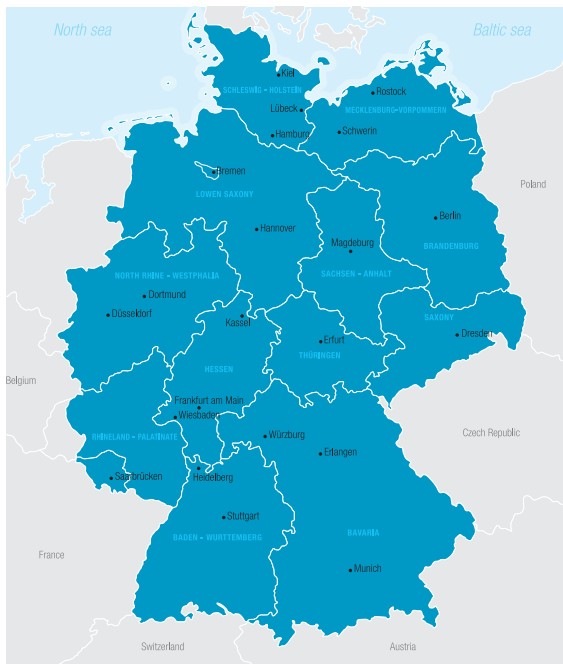 North sea
Baltic sea
Kiel
SCHLESWIG - HOLSTEIN
Rostock
Lübeck
MECKLENBURG-VORPOMMERN
Hamburg
Schwerin
Bremen
Poland
LOWEN SAXONY
Berlin
Hannover
Magdeburg
BRANDENBURG
NORTH RHINE - WESTPHALIA
SACHSEN - ANHALT
Dortmund
Düsseldorf
Kassel
SAXONY
Dresden
Erfurt
THÜRINGEN
HESSEN
Belgium
Frankfurt am Main
Wiesbaden
RHINELAND - PALATINATE
Würzburg
Czech Republic
Erlangen
Saarbrücken
Heidelberg
Stuttgart
BADEN - WURTTEMBERG
BAVARIA
France
Munich
Switzerland
Austria